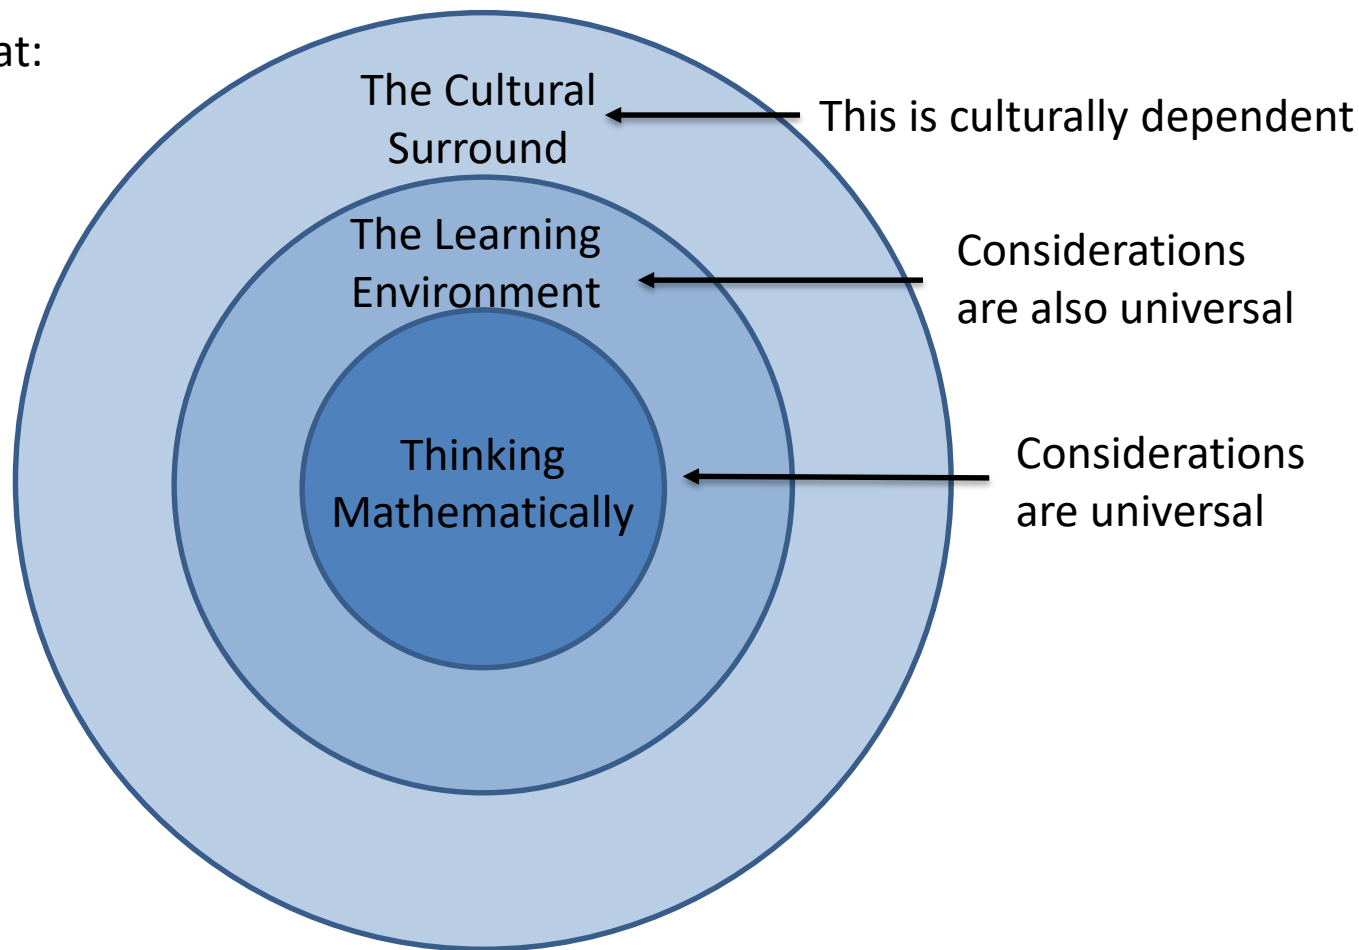 at:
The Cultural
Surround
This is culturally dependent
The Learning
Environment
Considerations
are also universal
Thinking
Mathematically
Considerations
are universal